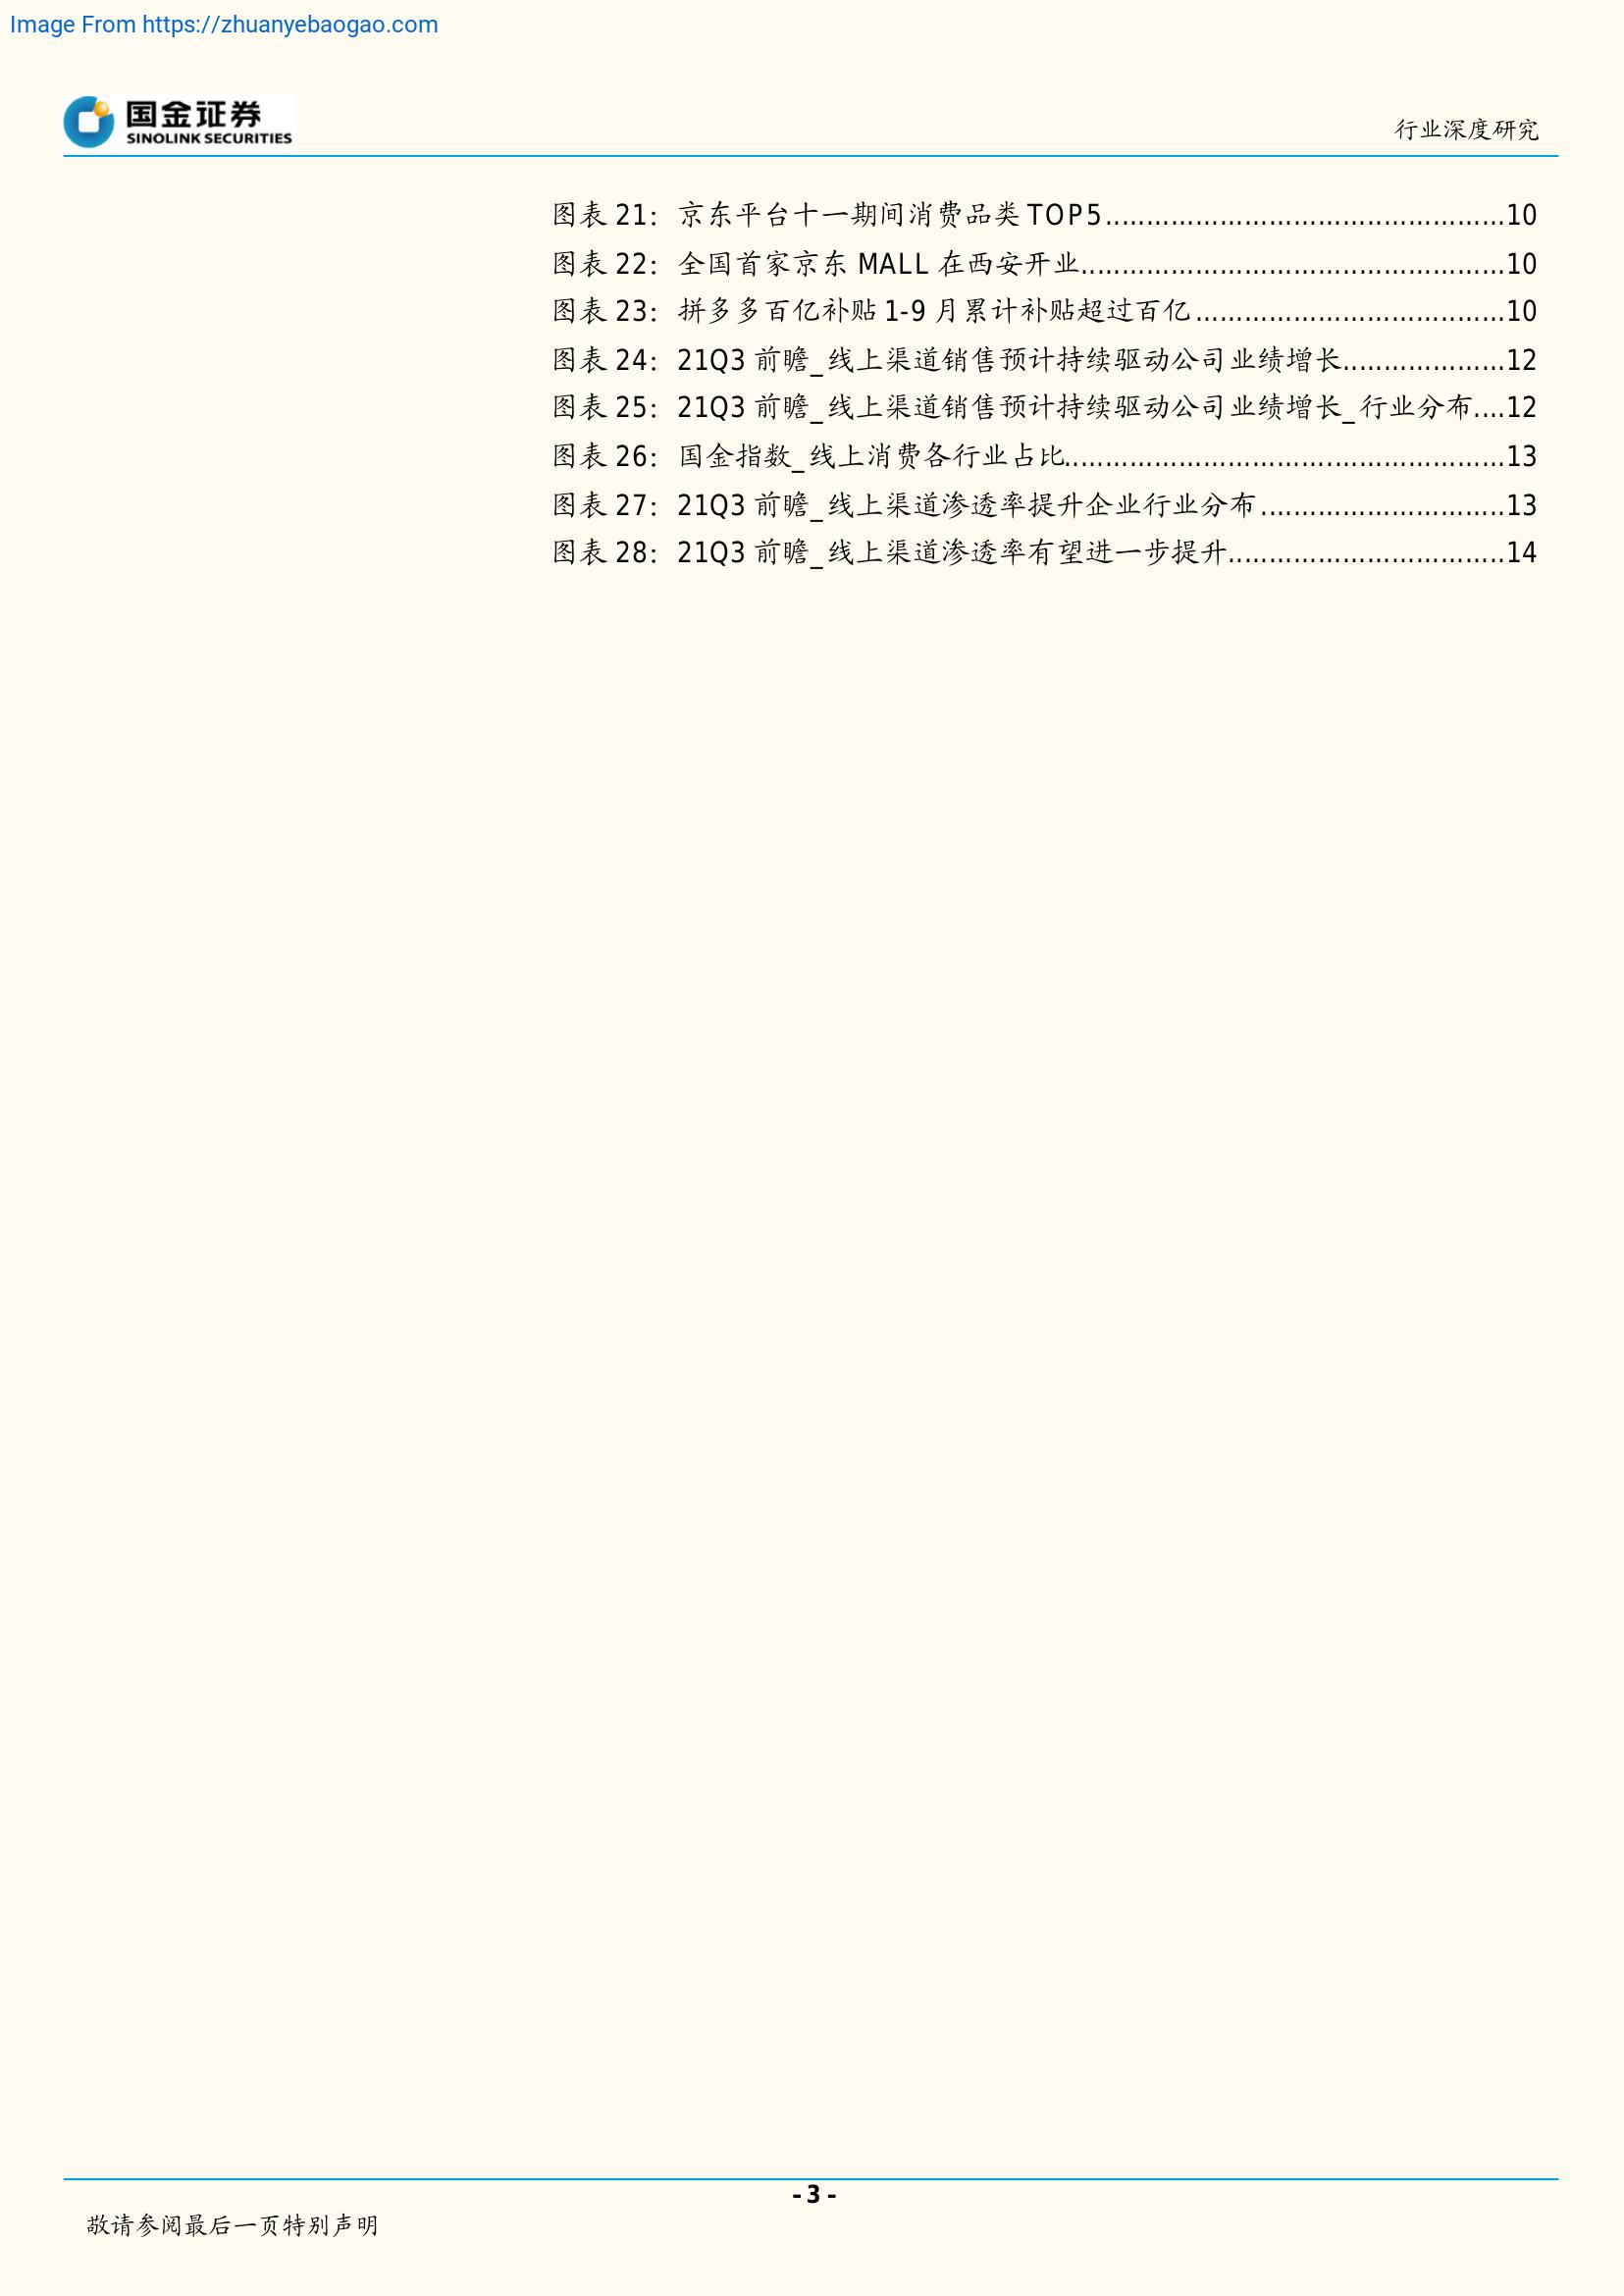 Image From https://zhuanyebaogao.com
国金证券
SINOLINK SECURITIES
行业深度研究
图表 21：京东平台十一期间消费品类 TOP5................................................10
图表 22：全国首家京东 MALL 在西安开业...................................................10
图表 23：拼多多百亿补贴 1-9 月累计补贴超过百亿.....................................10
图表 24：21Q3 前瞻_线上渠道销售预计持续驱动公司业绩增长....................12
图表 25：21Q3 前瞻_线上渠道销售预计持续驱动公司业绩增长_行业分布....12
图表 26：国金指数_线上消费各行业占比.....................................................13
图表 27：21Q3 前瞻_线上渠道渗透率提升企业行业分布..............................13
图表 28：21Q3 前瞻_线上渠道渗透率有望进一步提升..................................14
- 3 -
敬请参阅最后一页特别声明